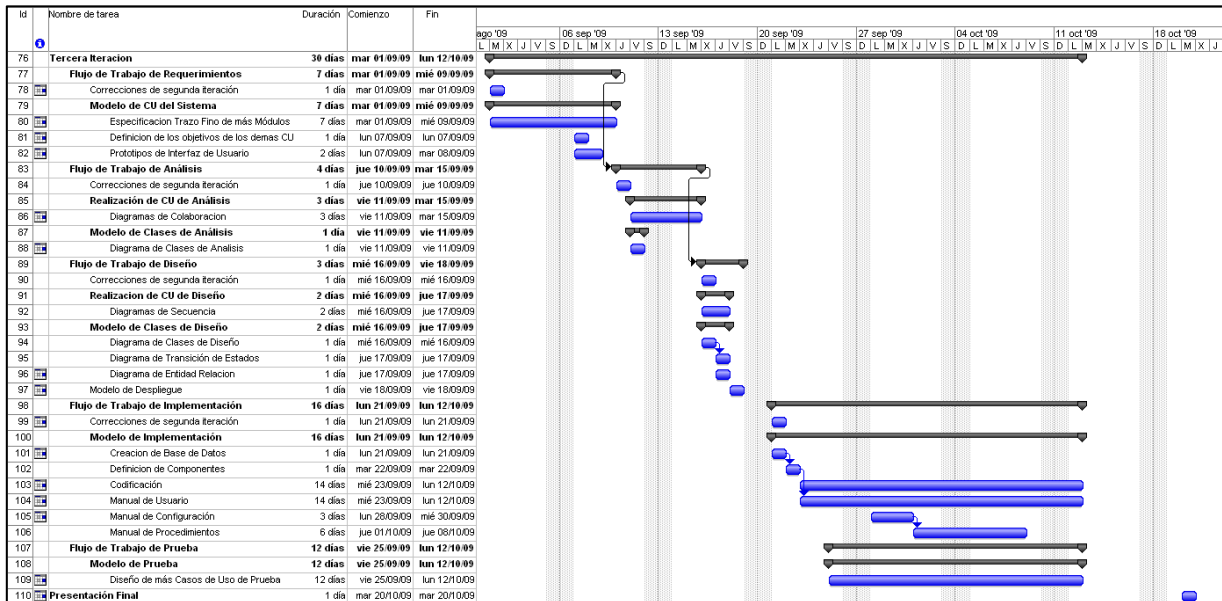 Id Nombre de tarea Duración Comienzo Fin
ago '09 06 sep '09 13 sep '09 20 sep '09 27 sep '09 04 oct '09 11 oct '09 18 oct '09
L M X J V S D L M X J V S D L M X J V S D L M X J V S D L M X J V S D L M X J V S D L M X J V S D L M X J
76 Tercera Iteracion 30 días mar 01/09/09 lun 12/10/09
77 Flujo de Trabajo de Requerimientos 7 días mar 01/09/09 mié 09/09/09
78 Correcciones de segunda iteración 1 día mar 01/09/09 mar 01/09/09
79 Modelo de CU del Sistema 7 días mar 01/09/09 mié 09/09/09
80 Especificacion Trazo Fino de más Módulos 7 días mar 01/09/09 mié 09/09/09
81 Definicion de los objetivos de los demas CU 1 día lun 07/09/09 lun 07/09/09
82 Prototipos de Interfaz de Usuario 2 días lun 07/09/09 mar 08/09/09
83 Flujo de Trabajo de Análisis 4 días jue 10/09/09 mar 15/09/09
84 Correcciones de segunda iteración 1 día jue 10/09/09 jue 10/09/09
85 Realización de CU de Análisis 3 días vie 11/09/09 mar 15/09/09
86 Diagramas de Colaboracion 3 días vie 11/09/09 mar 15/09/09
87 Modelo de Clases de Análisis 1 día vie 11/09/09 vie 11/09/09
88 Diagrama de Clases de Analisis 1 día vie 11/09/09 vie 11/09/09
89 Flujo de Trabajo de Diseño 3 días mié 16/09/09 vie 18/09/09
90 Correcciones de segunda iteración 1 día mié 16/09/09 mié 16/09/09
91 Realizacion de CU de Diseño 2 días mié 16/09/09 jue 17/09/09
92 Diagramas de Secuencia 2 días mié 16/09/09 jue 17/09/09
93 Modelo de Clases de Diseño 2 días mié 16/09/09 jue 17/09/09
94 Diagrama de Clases de Diseño 1 día mié 16/09/09 mié 16/09/09
95 Diagrama de Transición de Estados 1 día jue 17/09/09 jue 17/09/09
96 Diagrama de Entidad Relacion 1 día jue 17/09/09 jue 17/09/09
97 Modelo de Despliegue 1 día vie 18/09/09 vie 18/09/09
98 Flujo de Trabajo de Implementación 16 días lun 21/09/09 lun 12/10/09
99 Correcciones de segunda iteración 1 día lun 21/09/09 lun 21/09/09
100 Modelo de Implementación 16 días lun 21/09/09 lun 12/10/09
101 Creacion de Base de Datos 1 día lun 21/09/09 lun 21/09/09
102 Definicion de Componentes 1 día mar 22/09/09 mar 22/09/09
103 Codificación 14 días mié 23/09/09 lun 12/10/09
104 Manual de Usuario 14 días mié 23/09/09 lun 12/10/09
105 Manual de Configuración 3 días lun 28/09/09 mié 30/09/09
106 Manual de Procedimientos 6 días jue 01/10/09 jue 08/10/09
107 Flujo de Trabajo de Prueba 12 días vie 25/09/09 lun 12/10/09
108 Modelo de Prueba 12 días vie 25/09/09 lun 12/10/09
109 Diseño de más Casos de Uso de Prueba 12 días vie 25/09/09 lun 12/10/09
110 Presentación Final 1 día mar 20/10/09 mar 20/10/09